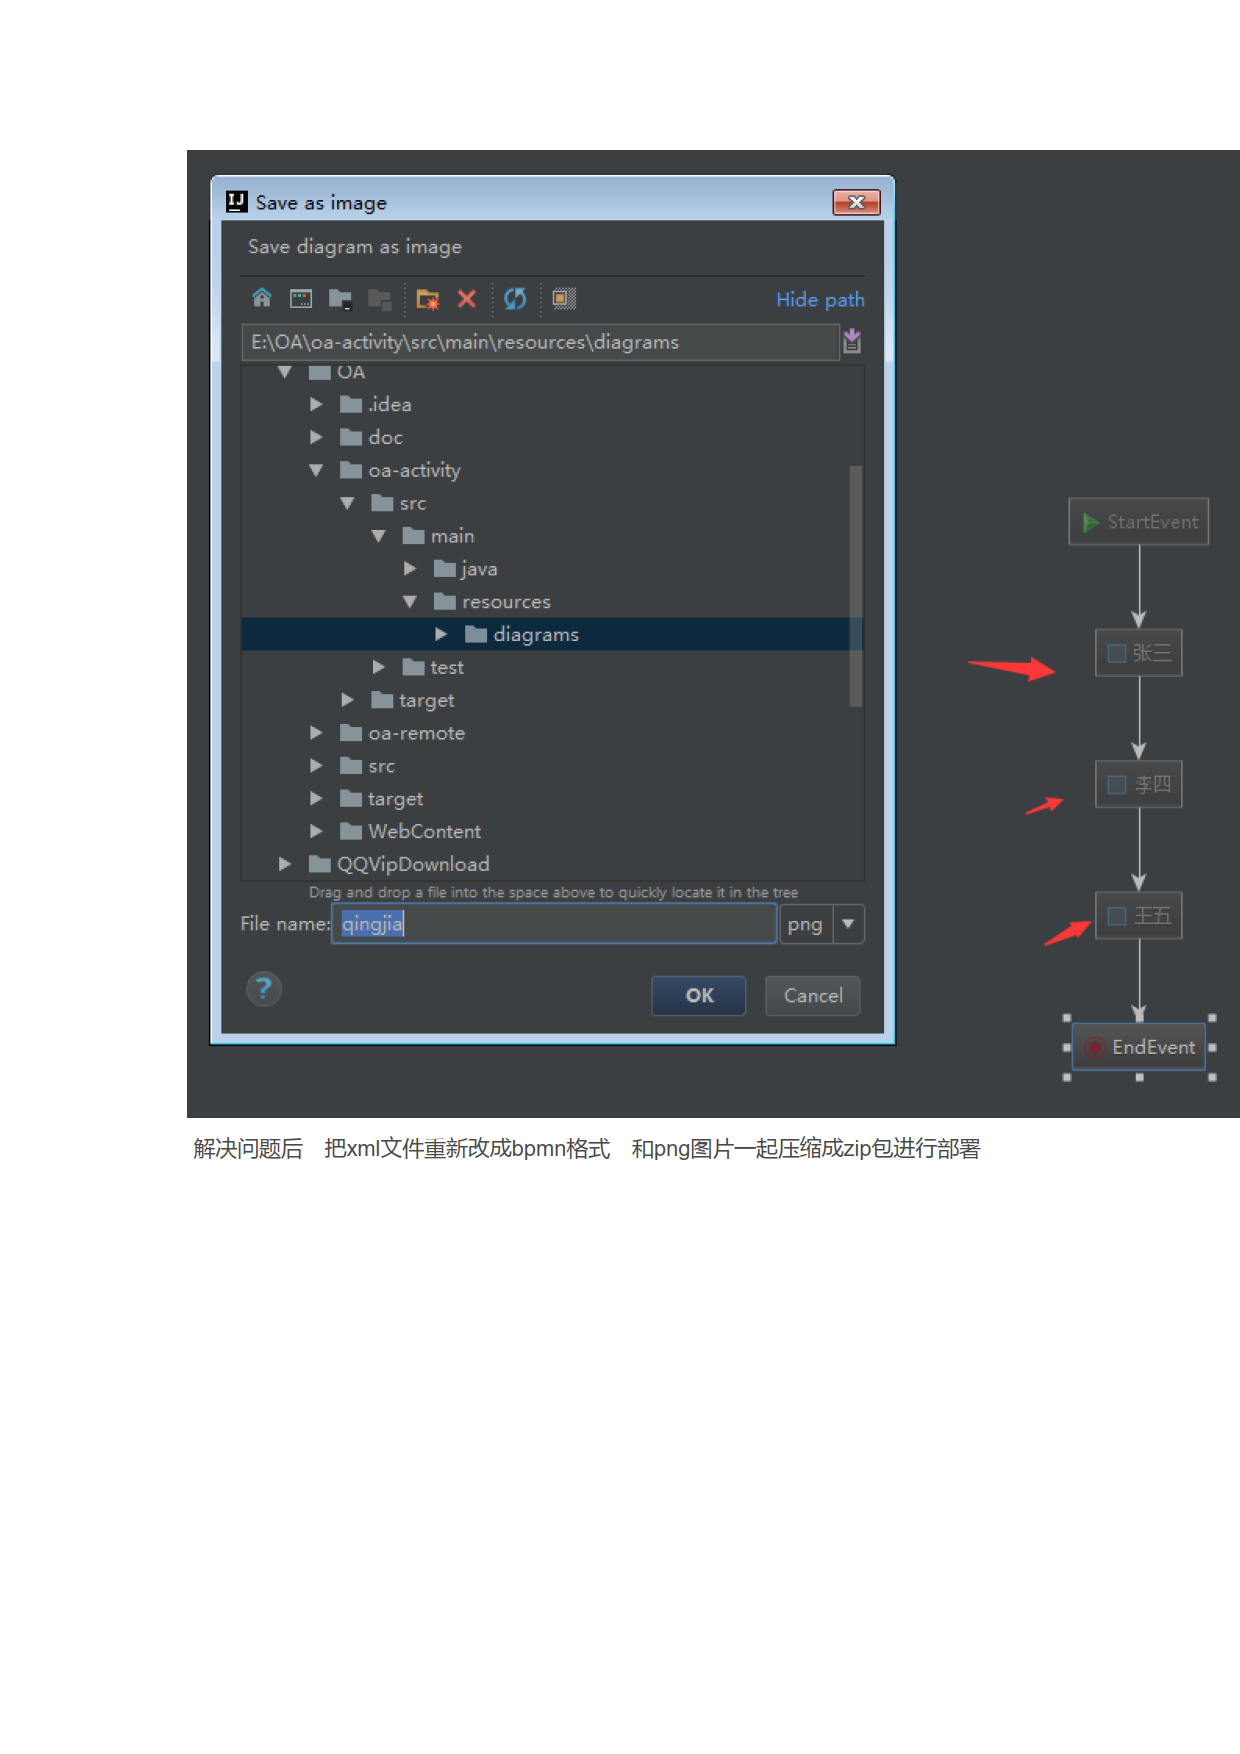 Save as image
Save diagram as image
Hide path
E:\OA\oa-activity\src\main\resources\diagrams
OA
.idea
doc
oa-activity
src
main
java
resources
diagrams
test
target
oa-remote
src
target
WebContent
QQVipDownload
Drag and drop a file into the space above to quickly locate it in the tree
File name: qingjia png
? OK Cancel
StartEvent
张三
李四
王五
EndEvent
解决问题后 把xml文件重新改成bpmn格式 和png图片一起压缩成zip包进行部署